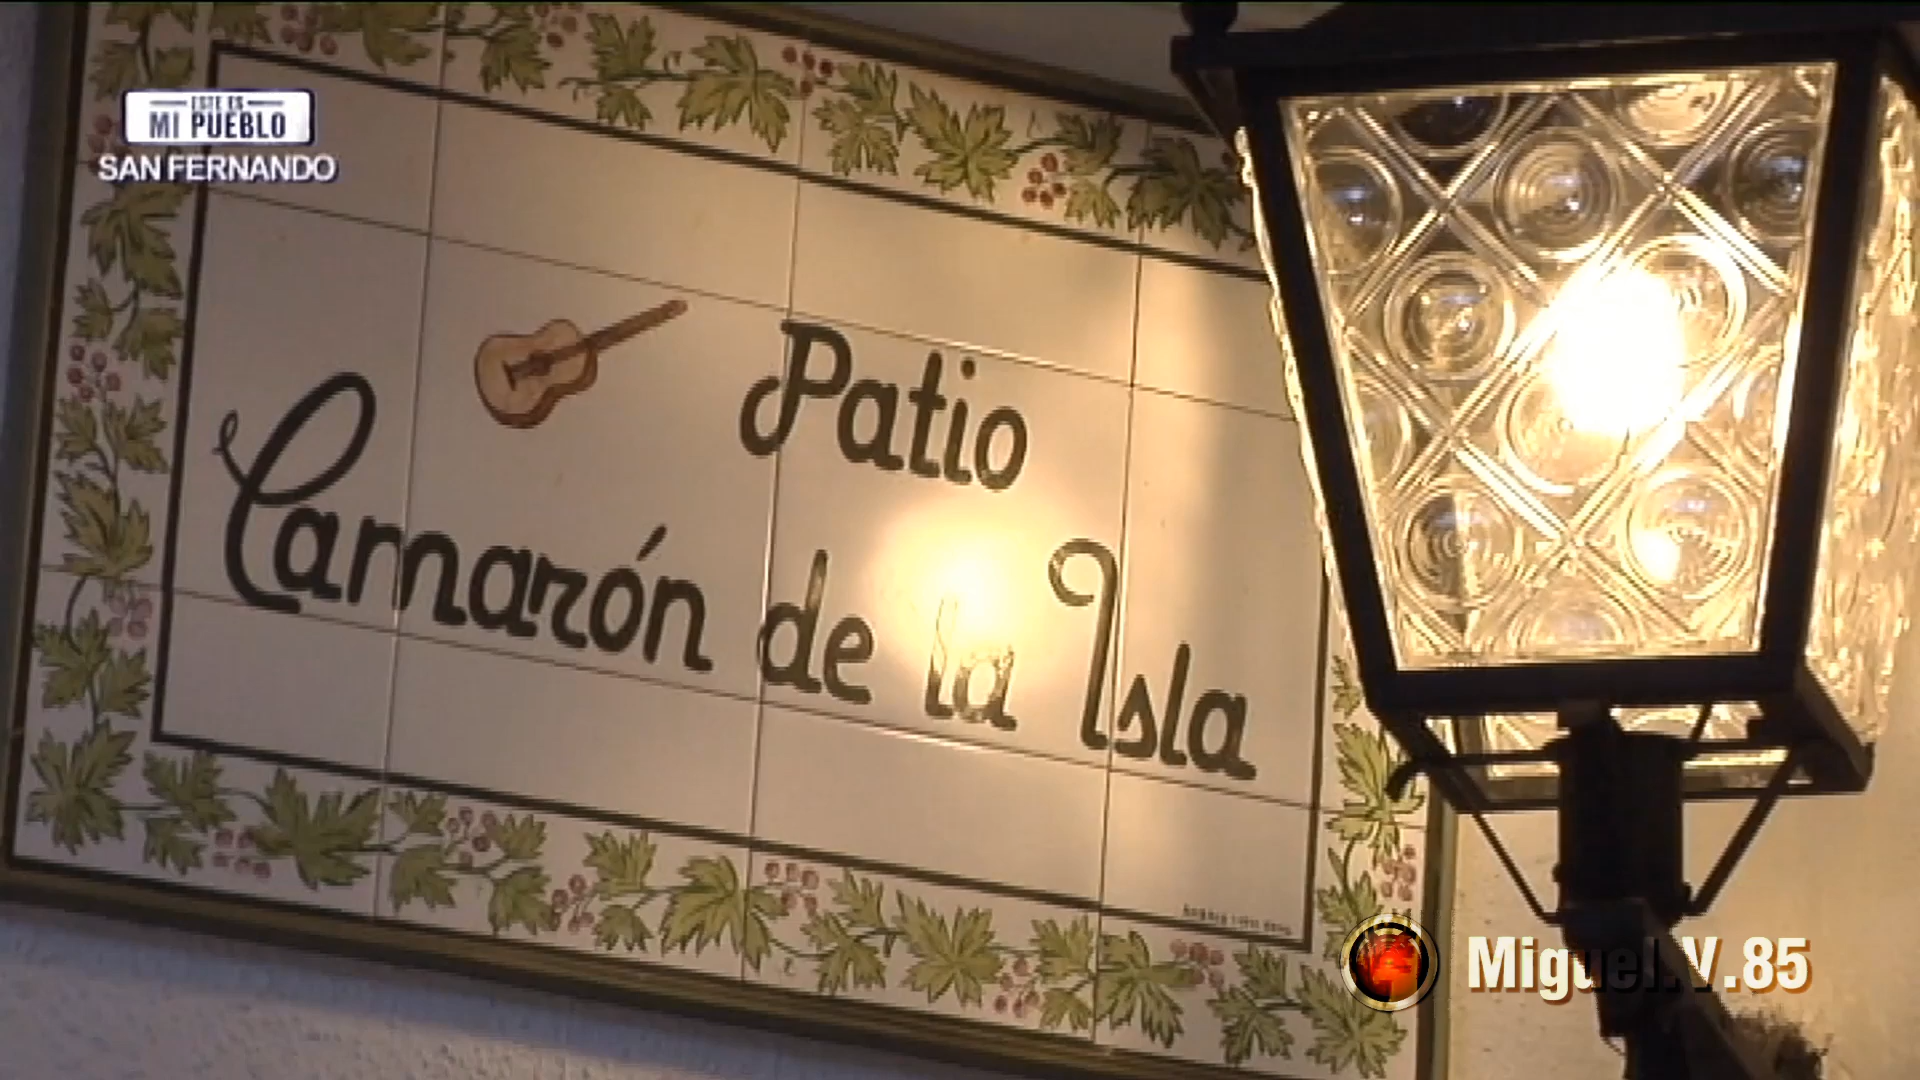 ESTE ES
MI PUEBLO
SAN FERNANDO
Patio
Camarón de la Isla
Miguel.V.85